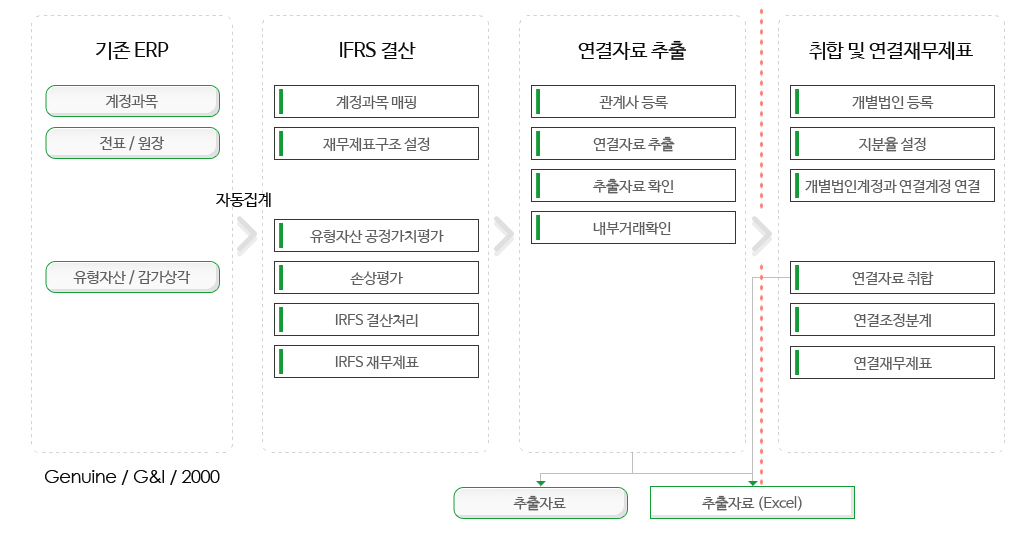 기존 ERP
계정과목
전표 / 원장
유형자산 / 감가상각
Genuine / G&I / 2000
자동집계
IFRS 결산
계정과목 매핑
재무제표구조 설정
유형자산 공정가치평가
손상평가
IRFS 결산처리
IRFS 재무제표
연결자료 추출
관계사 등록
연결자료 추출
추출자료 확인
내부거래확인
취합 및 연결재무제표
개별법인 등록
지분율 설정
개별법인계정과 연결계정 연결
연결자료 취합
연결조정분계
연결재무제표
추출자료
추출자료 (Excel)